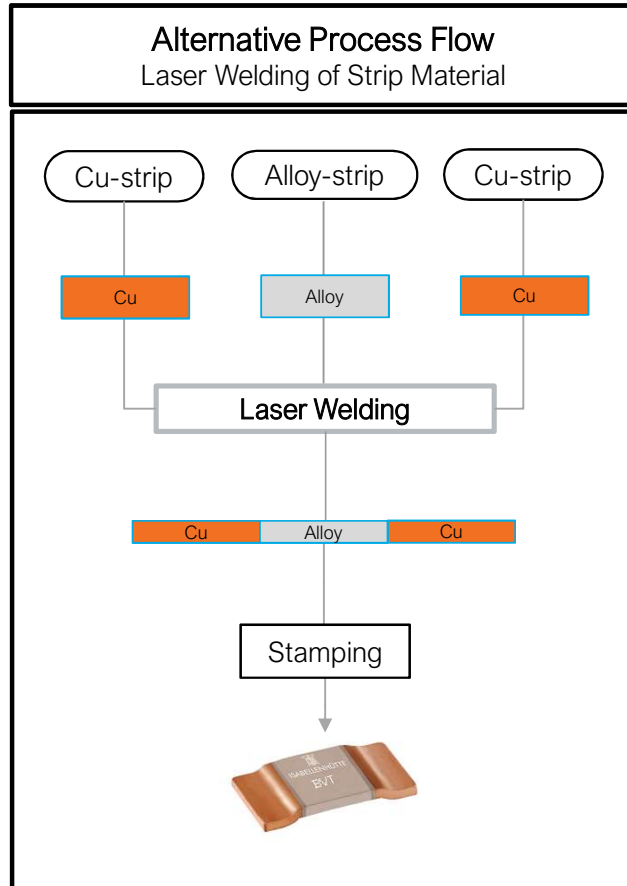 Alternative Process Flow
Laser Welding of Strip Material
Cu-strip
Alloy-strip
Cu-strip
Cu
Alloy
Cu
Laser Welding
Cu
Alloy
Cu
Stamping
ISABELLENHÜTTE
BVT